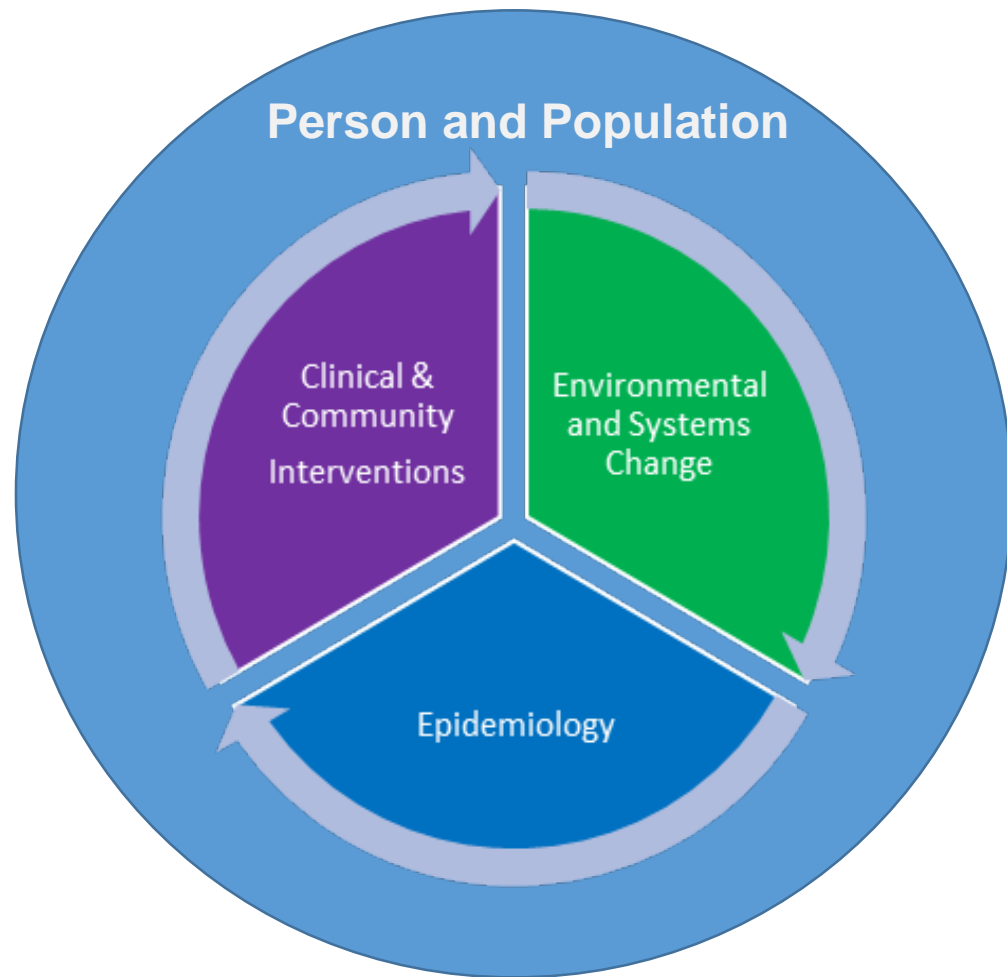 Person and Population
Clinical &
Community
Interventions
Environmental
and Systems
Change
Epidemiology